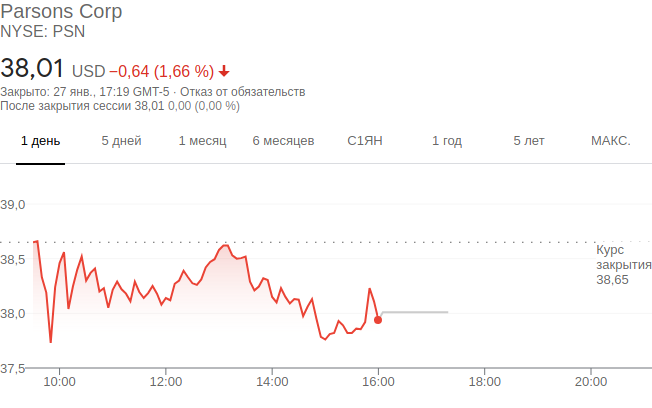 Parsons Corp
NYSE: PSN
38,01 USD −0,64 (1,66 %)
Закрыто: 27 янв., 17:19 GMT-5 · Отказ от обязательств
После закрытия сессии 38,01 0,00 (0,00 %)
1 день 5 дней 1 месяц 6 месяцев С1ЯН 1 год 5 лет МАКС.
39,0
38,5
38,0
37,5
Курс
закрытия
38,65
10:00 12:00 14:00 16:00 18:00 20:00